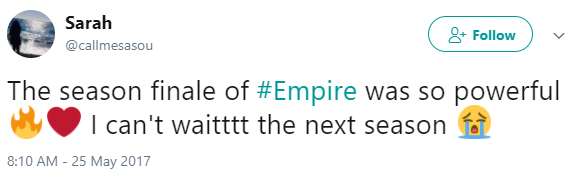 Sarah
@callmesasou
Follow
The season finale of #Empire was so powerful
🔥❤️ I can't waitttt the next season 😭
8:10 AM - 25 May 2017